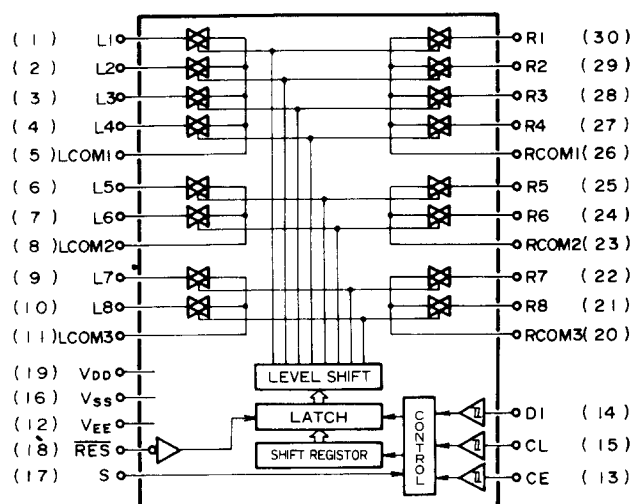 ( 1 ) L1 R1 (30)
( 2 ) L2 R2 (29)
( 3 ) L3 R3 (28)
( 4 ) L4 R4 (27)
( 5 ) LCOM1 RCOM1 (26)
( 6 ) L5 R5 (25)
( 7 ) L6 R6 (24)
( 8 ) LCOM2 RCOM2 (23)
( 9 ) L7 R7 (22)
(10) L8 R8 (21)
(11) LCOM3 RCOM3 (20)
(19) VDD LEVEL SHIFT
(16) VSS
(12) VEE LATCH DI (14)
(18) RES SHIFT REGISTOR CONTROL CL (15)
(17) S CE (13)